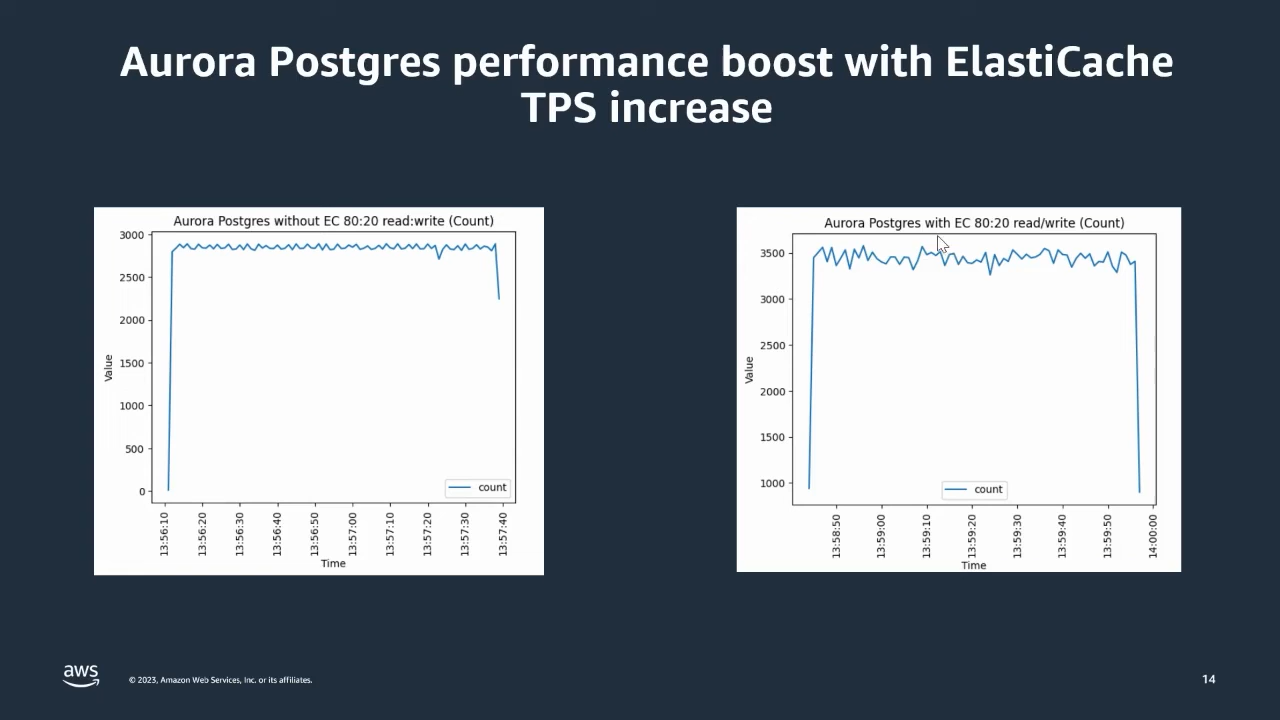 Aurora Postgres performance boost with ElastiCache
TPS increase
Aurora Postgres without EC 80:20 read:write (Count)
3000
2500
2000
1500
1000
500
0
Value
count
13:56:10
13:56:20
13:56:30
13:56:40
13:56:50
13:57:00
13:57:10
13:57:20
13:57:30
13:57:40
Time
Aurora Postgres with EC 80:20 read/write (Count)
3500
3000
2500
2000
1500
1000
Value
count
13:58:50
13:59:00
13:59:10
13:59:20
13:59:30
13:59:40
13:59:50
14:00:00
Time
aws
© 2023, Amazon Web Services, Inc. or its affiliates.
14